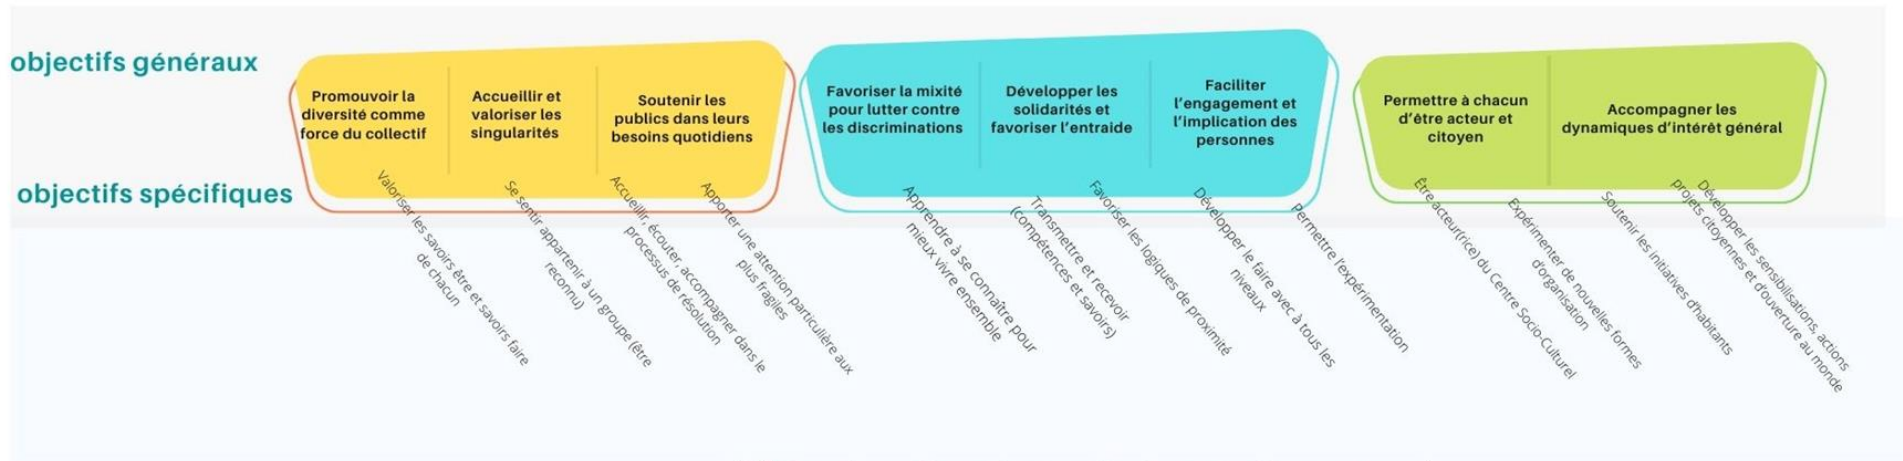 objectifs généraux
Promouvoir la
diversité comme
force du collectif
Accueillir et
valoriser les
singularités
Soutenir les
publics dans leurs
besoins quotidiens
Favoriser la mixité
pour lutter contre
les discriminations
Développer les
solidarités et
favoriser l'entraide
Faciliter
l'engagement et
l'implication des
personnes
Permettre à chacun
d'être acteur et
citoyen
Accompagner les
dynamiques d'intérêt général
objectifs spécifiques
Valoriser les savoirs être et savoirs faire
de chacun
Se sentir appartenir à un groupe (être
reconnu)
Accueillir, écouter, accompagner dans le
processus de résolution
Apporter une attention particulière aux
plus fragiles
Apprendre à se connaître pour
mieux vivre ensemble
Transmettre et recevoir
(compétences et savoirs)
Favoriser les logiques de proximité
Développer le faire avec à tous les
niveaux
Permettre l'expérimentation
Être acteur(rice) du Centre Socio-Culturel
Expérimenter de nouvelles formes
d'organisation
Soutenir les initiatives d'habitants
Développer les sensibilisations, actions
projets citoyennes et d'ouverture au monde